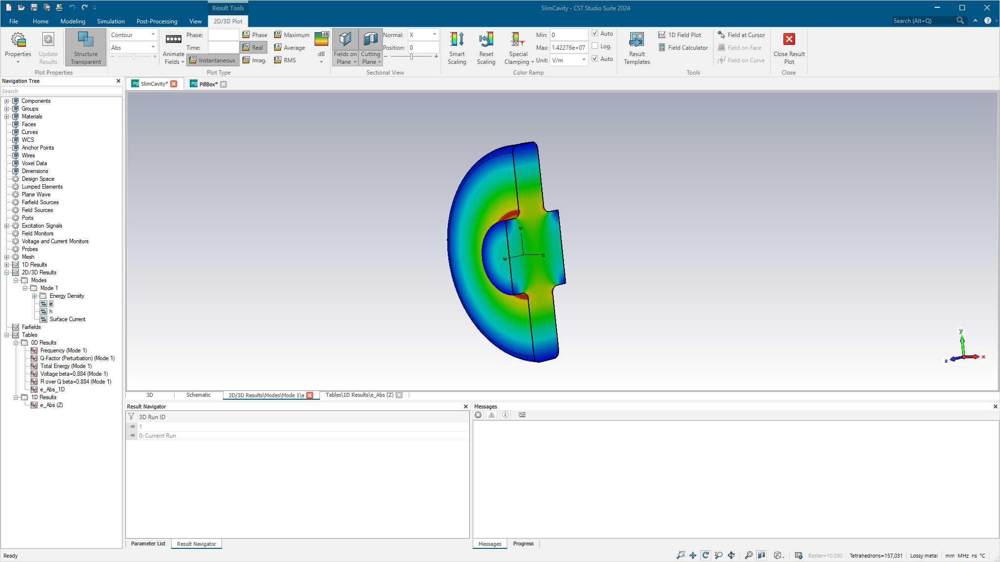 Result Tools
SlimCavity - CST Studio Suite 2024
File Home Modeling Simulation Post-Processing View 2D/3D Plot
Search (Alt+Q)
Properties
Update Results
Structure Transparent
Plot Properties
Contour
Abs
Animate Fields
Phase:
Time:
Instantaneous
Phase
Real
Imag.
Maximum
Average
RMS
dB
dB
Plot Type
Fields on Plane
Cutting Plane
Normal: X
Position: 0
Sectional View
Smart Scaling
Reset Scaling
Special Clamping
Min: 0
Max: 1.42276e+07
Unit: V/m
Auto
Log.
Auto
Color Ramp
Result Templates
1D Field Plot
Field Calculator
Field at Cursor
Field on Face
Field on Curve
Tools
Close Result Plot
Close
Navigation Tree
Search
Components
Groups
Materials
Faces
Curves
WCS
Anchor Points
Wires
Voxel Data
Dimensions
Design Space
Lumped Elements
Plane Wave
Farfield Sources
Field Sources
Ports
Excitation Signals
Field Monitors
Voltage and Current Monitors
Probes
Mesh
1D Results
2D/3D Results
Modes
Mode 1
Energy Density
e
h
Surface Current
Farfields
Tables
0D Results
Frequency (Mode 1)
Q-Factor (Perturbation) (Mode 1)
Total Energy (Mode 1)
Voltage beta=0.884 (Mode 1)
R over Q beta=0.884 (Mode 1)
e_Abs_1D
1D Results
e_Abs (Z)
SlimCavity* PillBox*
v
w
u
y
z
x
3D Schematic 2D/3D Results\Modes\Mode 1\e Tables\1D Results\e_Abs (Z)
Result Navigator
3D Run ID
1
0: Current Run
Parameter List Result Navigator
Messages
Messages Progress
Ready
Raster=10.000 Tetrahedrons=157,031 Lossy metal mm MHz ns °C